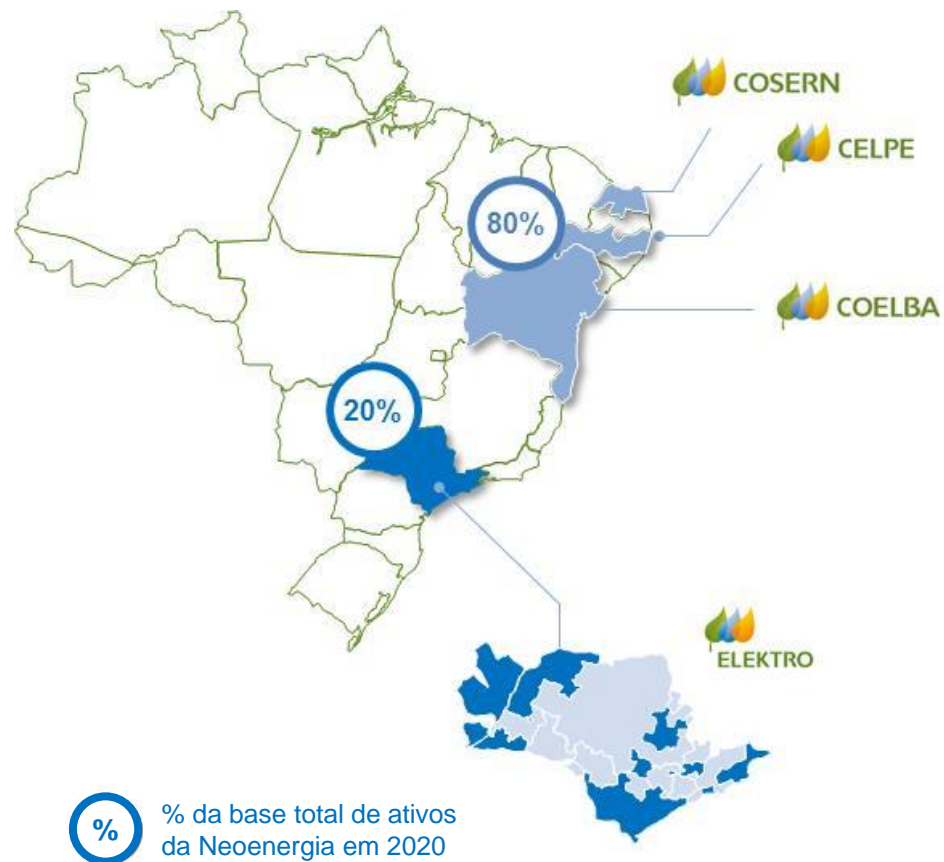 COSERN
CELPE
80%
COELBA
20%
ELEKTRO
%
% da base total de ativos
da Neoenergia em 2020